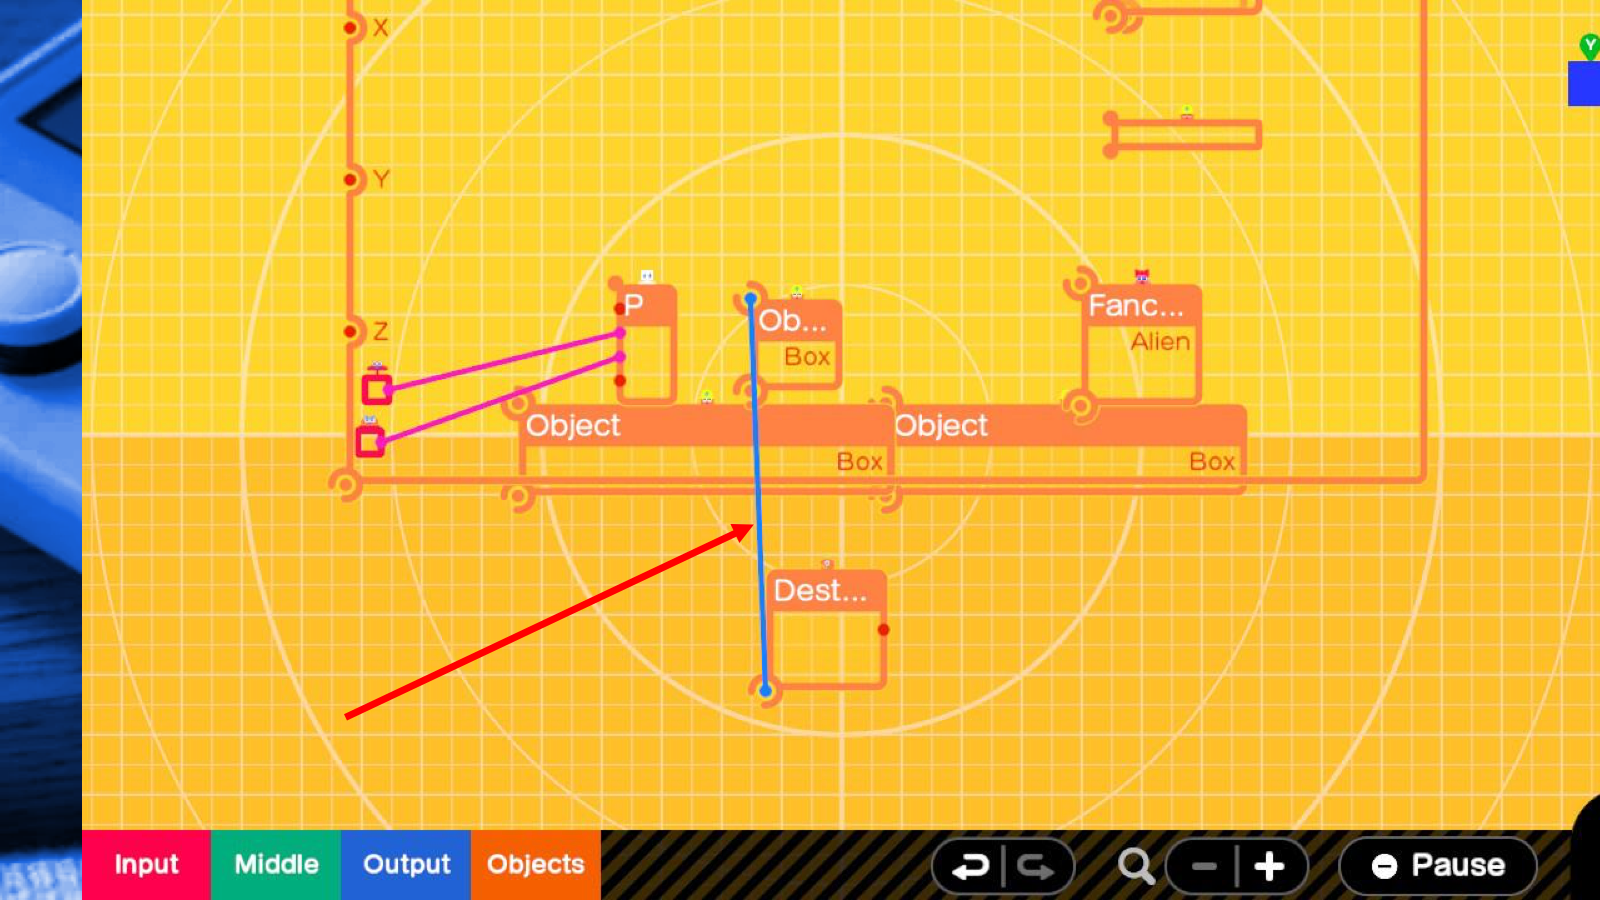 X
Y
Y
Z
P
Ob...
Box
Fanc...
Alien
Object
Box
Object
Box
Dest...
Input
Middle
Output
Objects
Pause